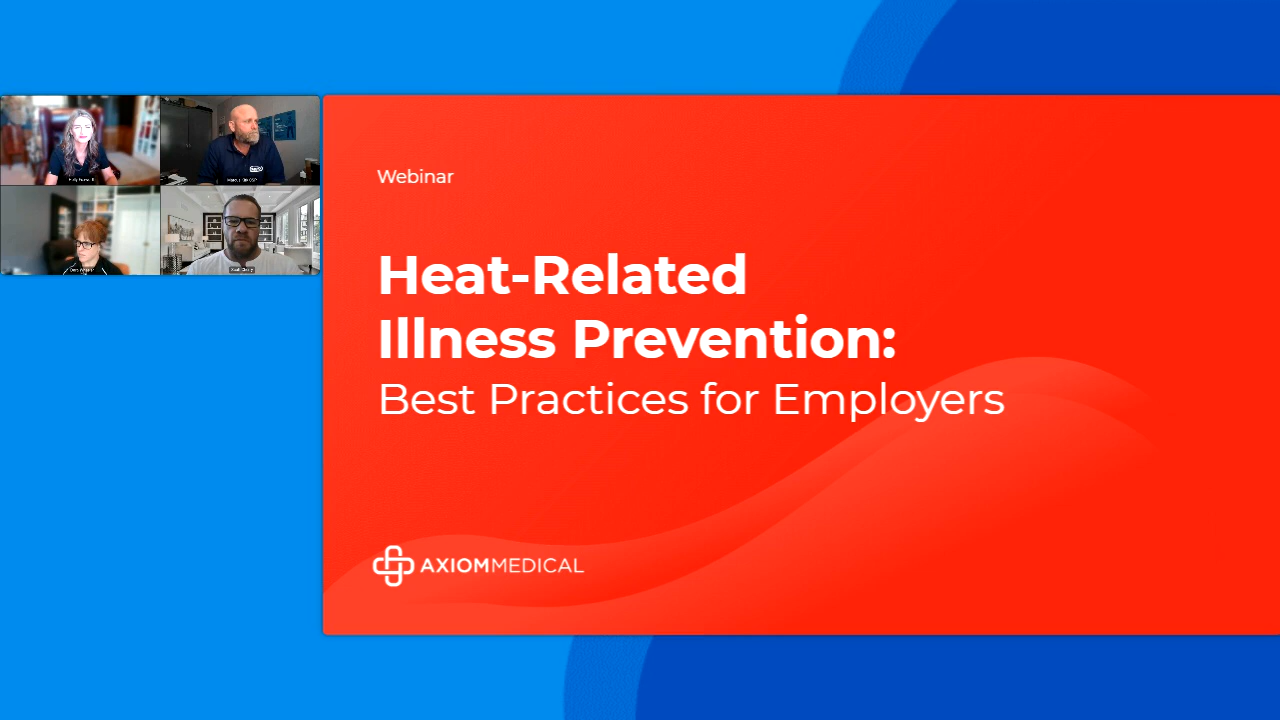 Webinar
Heat-Related
Illness Prevention:
Best Practices for Employers
AXIOMMEDICAL